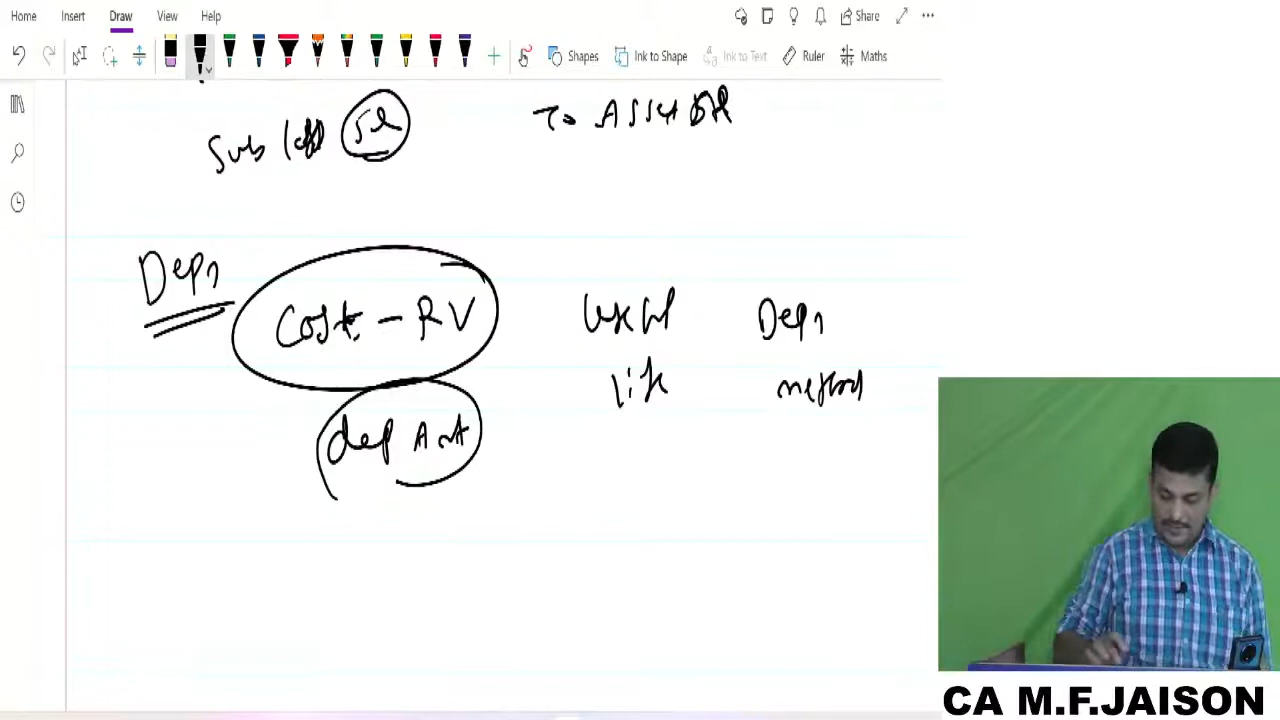 Home Insert Draw View Help Share
Shapes Ink to Shape Ink to Text Ruler Maths
To Asset
Sub
Depn
Cost - RV
Useful Depn
life method
dep Amt
CA M.F.JAISON